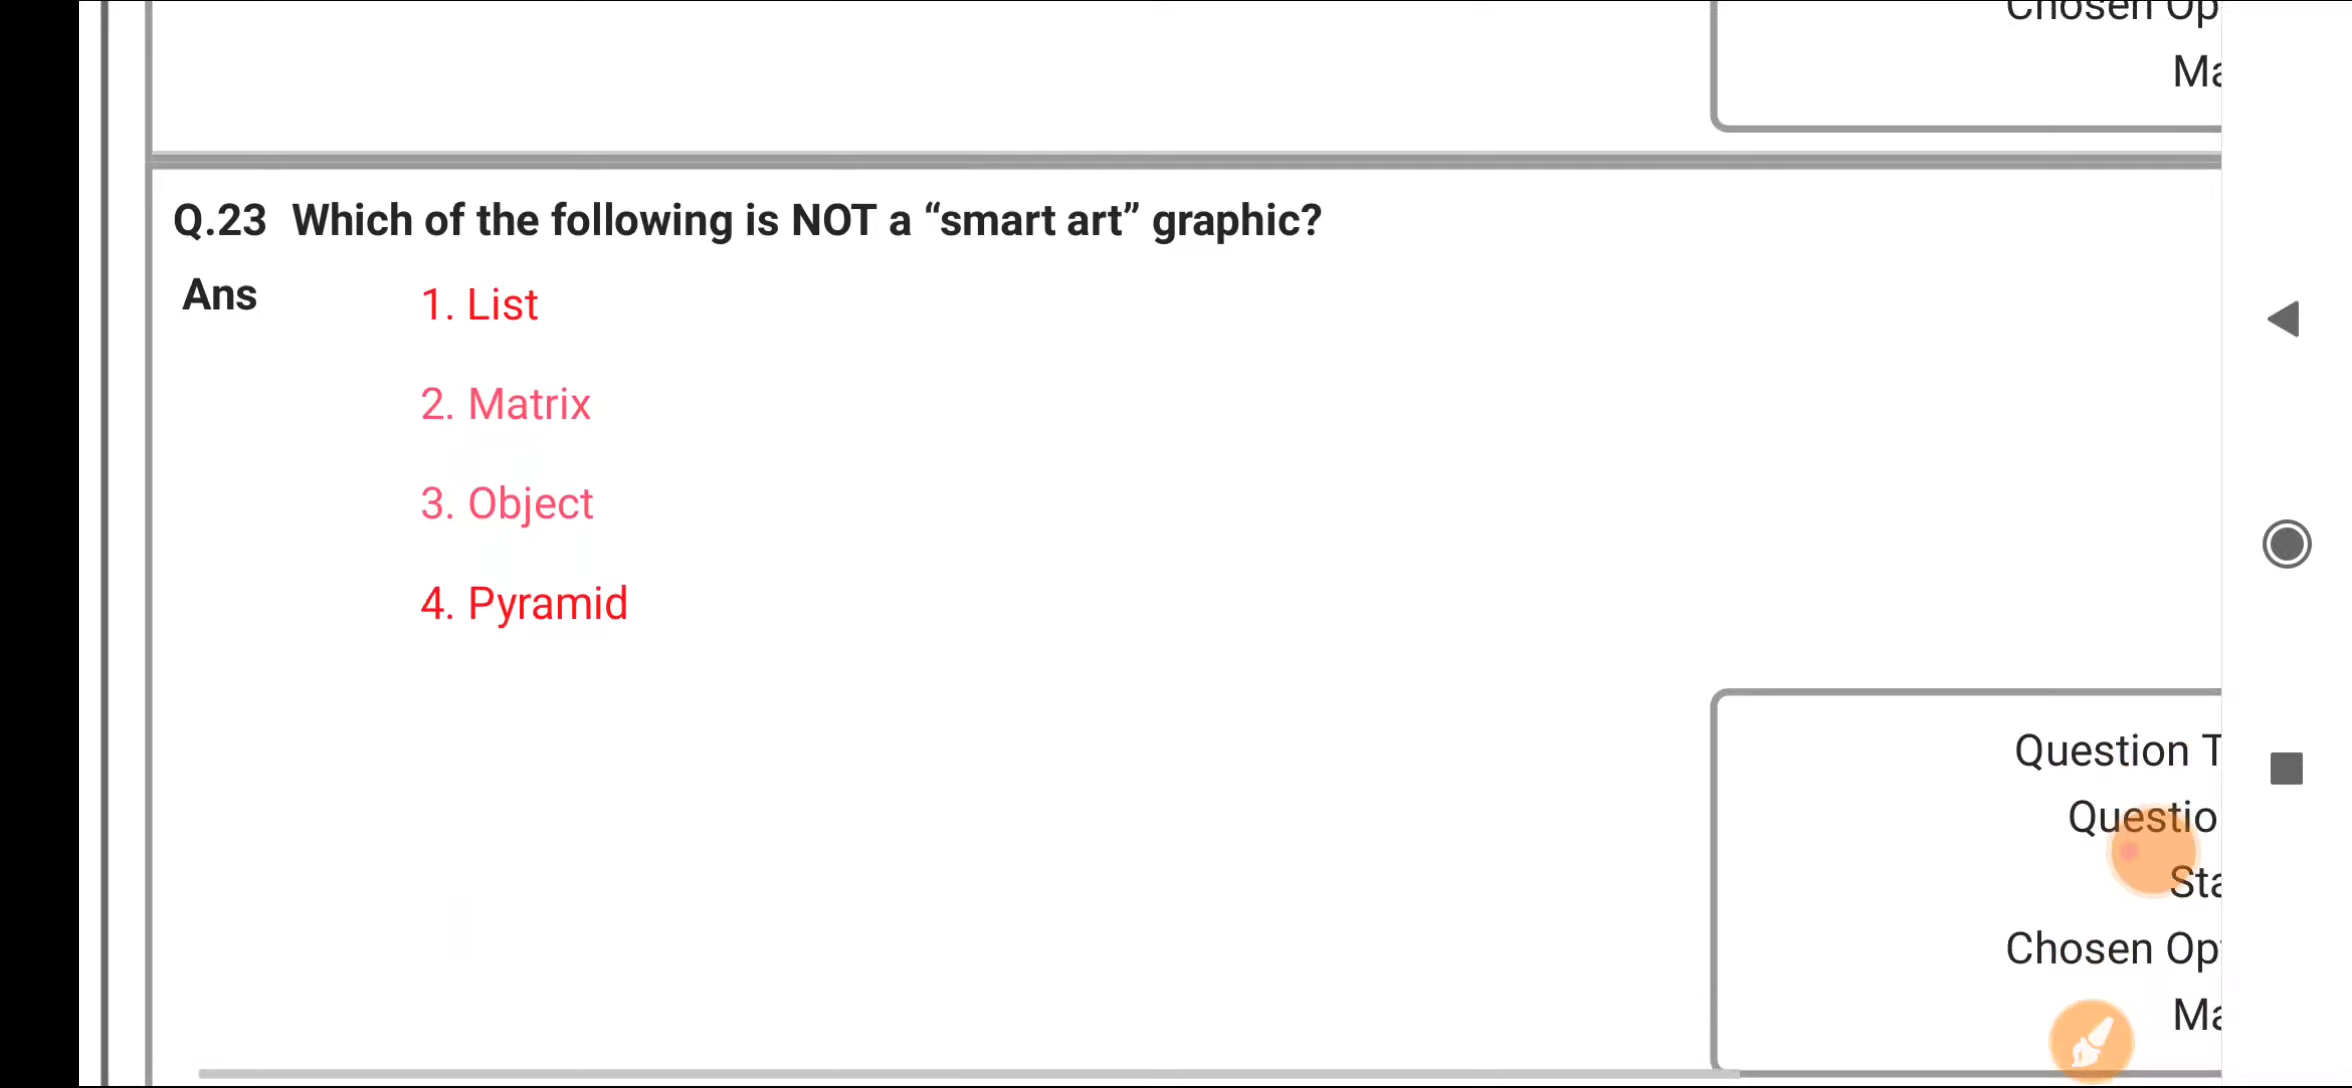 Chosen Op
Ma
Q.23 Which of the following is NOT a “smart art” graphic?
Ans 1. List
2. Matrix
3. Object
4. Pyramid
Question T
Questio
Sta
Chosen Op
Ma